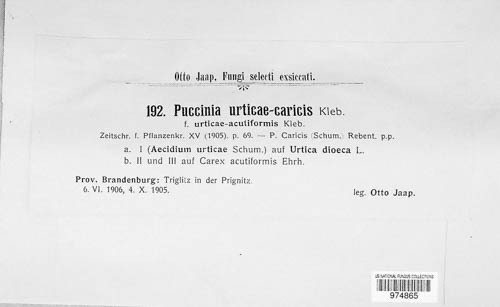 Otto Jaap, Fungi selecti exsiccati.
192. Puccinia urticae-caricis Kleb.
f. urticae-acutiformis Kleb.
Zeitschr. f. Pflanzenkr. XV (1905). p. 69. — P. Caricis (Schum.) Rebent. p.p.
a. I (Aecidium urticae Schum.) auf Urtica dioeca L.
b. II und III auf Carex acutiformis Ehrh.
Prov. Brandenburg: Triglitz in der Prignitz.
6. VI. 1906, 4. X. 1905.
leg. Otto Jaap.
US NATIONAL FUNGUS COLLECTIONS
974865